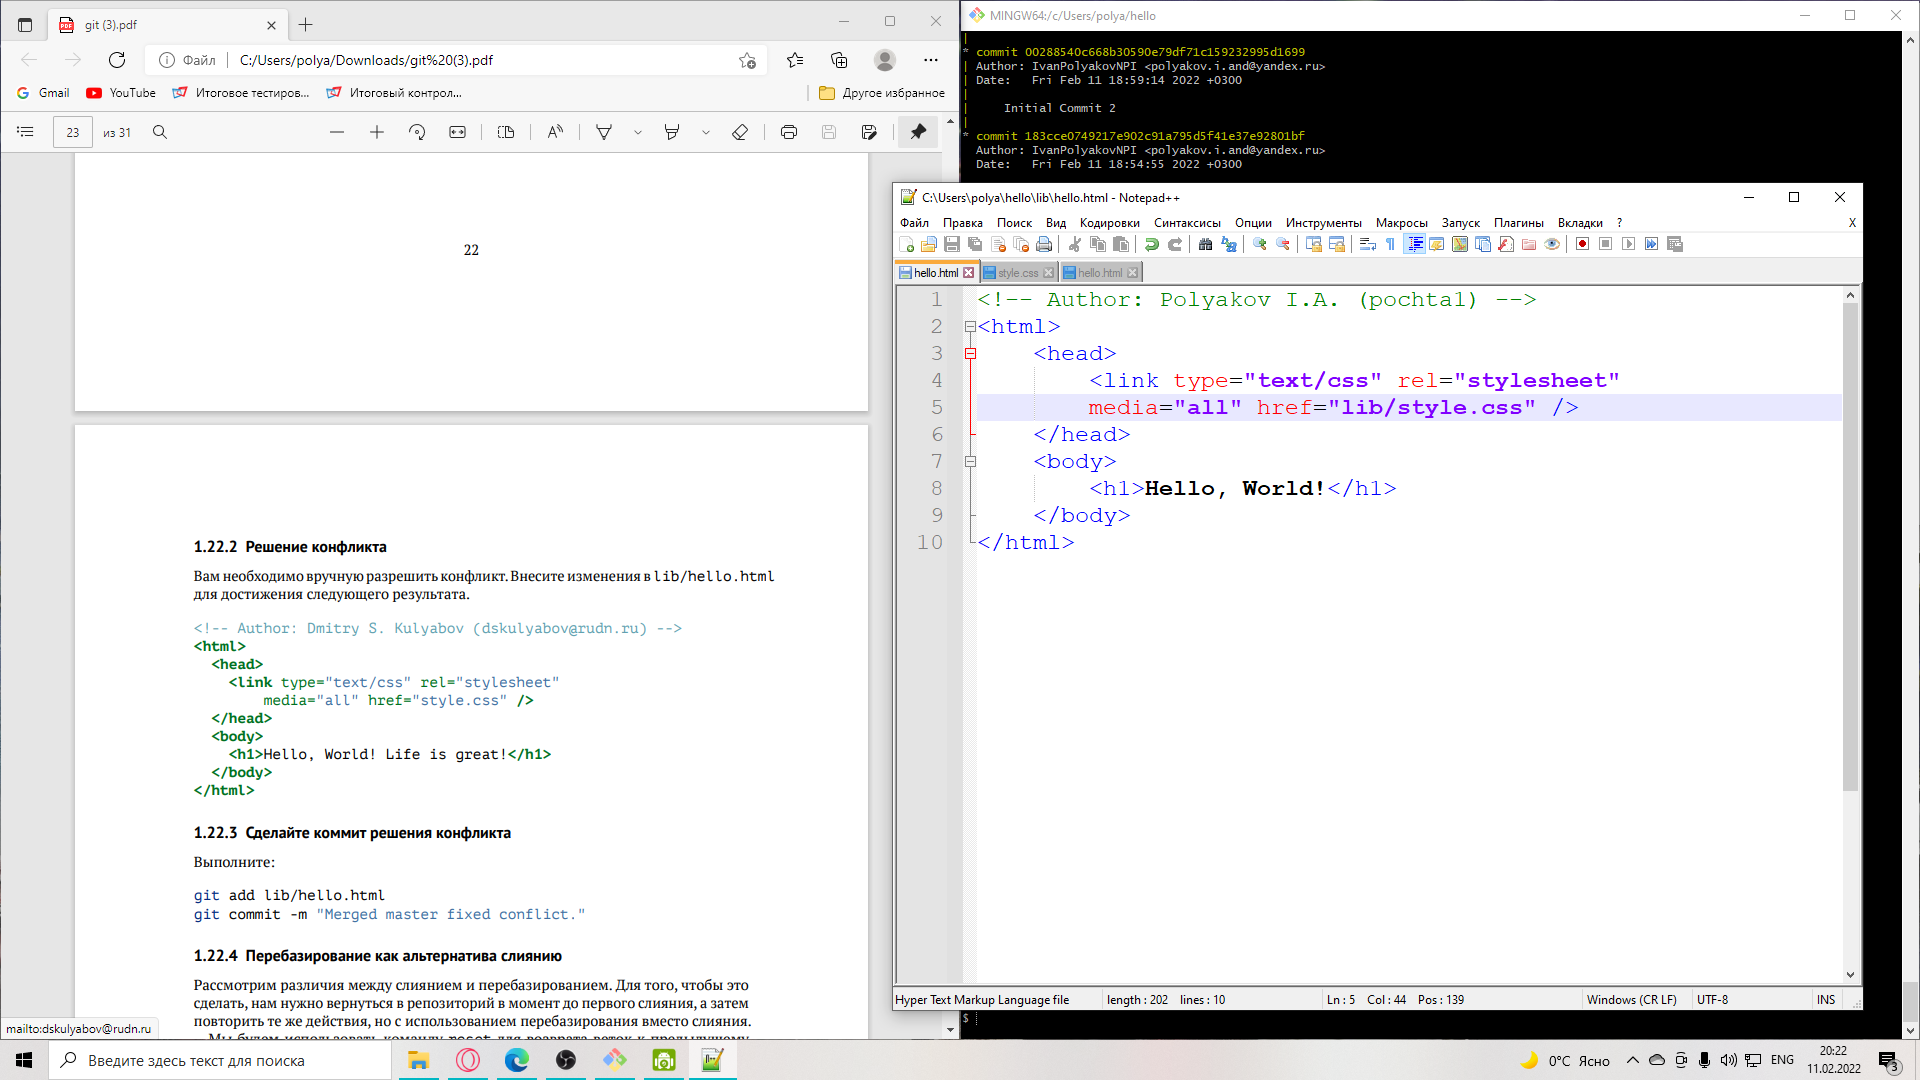 git (3).pdf
Файл
C:/Users/polya/Downloads/git%20(3).pdf
Gmail
YouTube
Итоговое тестиров...
Итоговый контрол...
Другое избранное
23
из 31
22
1.22.2 Решение конфликта
Вам необходимо вручную разрешить конфликт. Внесите изменения в lib/hello.html
для достижения следующего результата.
<!-- Author: Dmitry S. Kulyabov (dskulyabov@rudn.ru) -->
<html>
<head>
<link type="text/css" rel="stylesheet"
media="all" href="style.css" />
</head>
<body>
<h1>Hello, World! Life is great!</h1>
</body>
</html>
1.22.3 Сделайте коммит решения конфликта
Выполните:
git add lib/hello.html
git commit -m "Merged master fixed conflict."
1.22.4 Перебазирование как альтернатива слиянию
Рассмотрим различия между слиянием и перебазированием. Для того, чтобы это
сделать, нам нужно вернуться в репозиторий в момент до первого слияния, а затем
повторить те же действия, но с использованием перебазирования вместо слияния.
Мы будем использовать команду reset для возврата веток к предыдущему
mailto:dskulyabov@rudn.ru
MINGW64:/c/Users/polya/hello
|
* commit 00288540c668b30590e79df71c159232995d1699
| Author: IvanPolyakovNPI <polyakov.i.and@yandex.ru>
| Date: Fri Feb 11 18:59:14 2022 +0300
|
| Initial Commit 2
|
* commit 183cce0749217e902c91a795d5f41e37e92801bf
Author: IvanPolyakovNPI <polyakov.i.and@yandex.ru>
Date: Fri Feb 11 18:54:55 2022 +0300
C:\Users\polya\hello\lib\hello.html - Notepad++
Файл Правка Поиск Вид Кодировки Синтаксисы Опции Инструменты Макросы Запуск Плагины Вкладки ? X
hello.html style.css hello.html
1 <!-- Author: Polyakov I.A. (pochta1) -->
2 <html>
3 <head>
4 <link type="text/css" rel="stylesheet"
5 media="all" href="lib/style.css" />
6 </head>
7 <body>
8 <h1>Hello, World!</h1>
9 </body>
10 </html>
Hyper Text Markup Language file length : 202 lines : 10 Ln : 5 Col : 44 Pos : 139 Windows (CR LF) UTF-8 INS
$
Введите здесь текст для поиска
0°C Ясно
ENG
20:22
11.02.2022
3